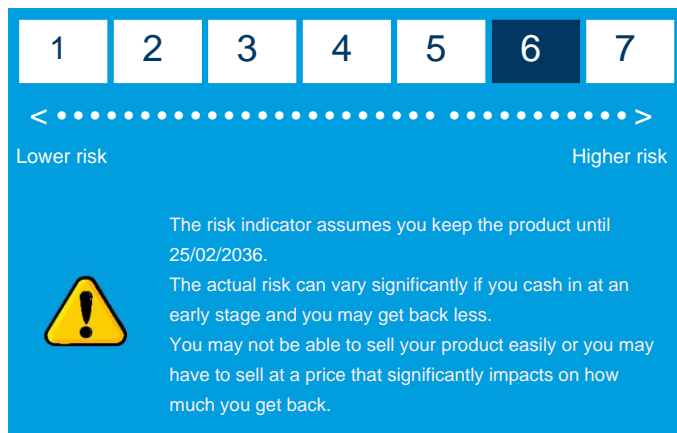 1 2 3 4 5 6 7
< >
Lower risk Higher risk
The risk indicator assumes you keep the product until
25/02/2036.
The actual risk can vary significantly if you cash in at an
early stage and you may get back less.
You may not be able to sell your product easily or you may
have to sell at a price that significantly impacts on how
much you get back.